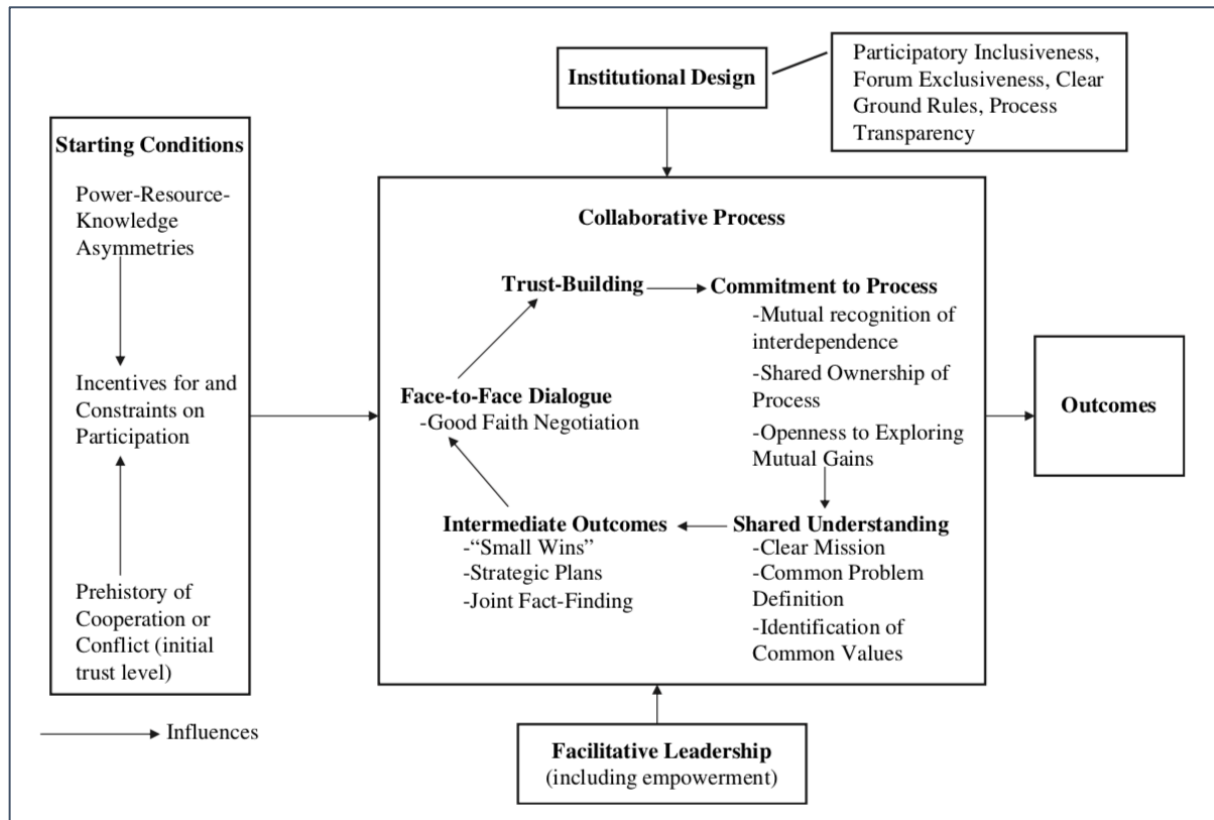 Institutional Design
Participatory Inclusiveness,
Forum Exclusiveness, Clear
Ground Rules, Process
Transparency
Starting Conditions
Power-Resource-
Knowledge
Asymmetries
Incentives for and
Constraints on
Participation
Prehistory of
Cooperation or
Conflict (initial
trust level)
Influences
Collaborative Process
Trust-Building
Commitment to Process
-Mutual recognition of
interdependence
-Shared Ownership of
Process
-Openness to Exploring
Mutual Gains
Face-to-Face Dialogue
-Good Faith Negotiation
Intermediate Outcomes
-“Small Wins”
-Strategic Plans
-Joint Fact-Finding
Shared Understanding
-Clear Mission
-Common Problem
Definition
-Identification of
Common Values
Outcomes
Facilitative Leadership
(including empowerment)